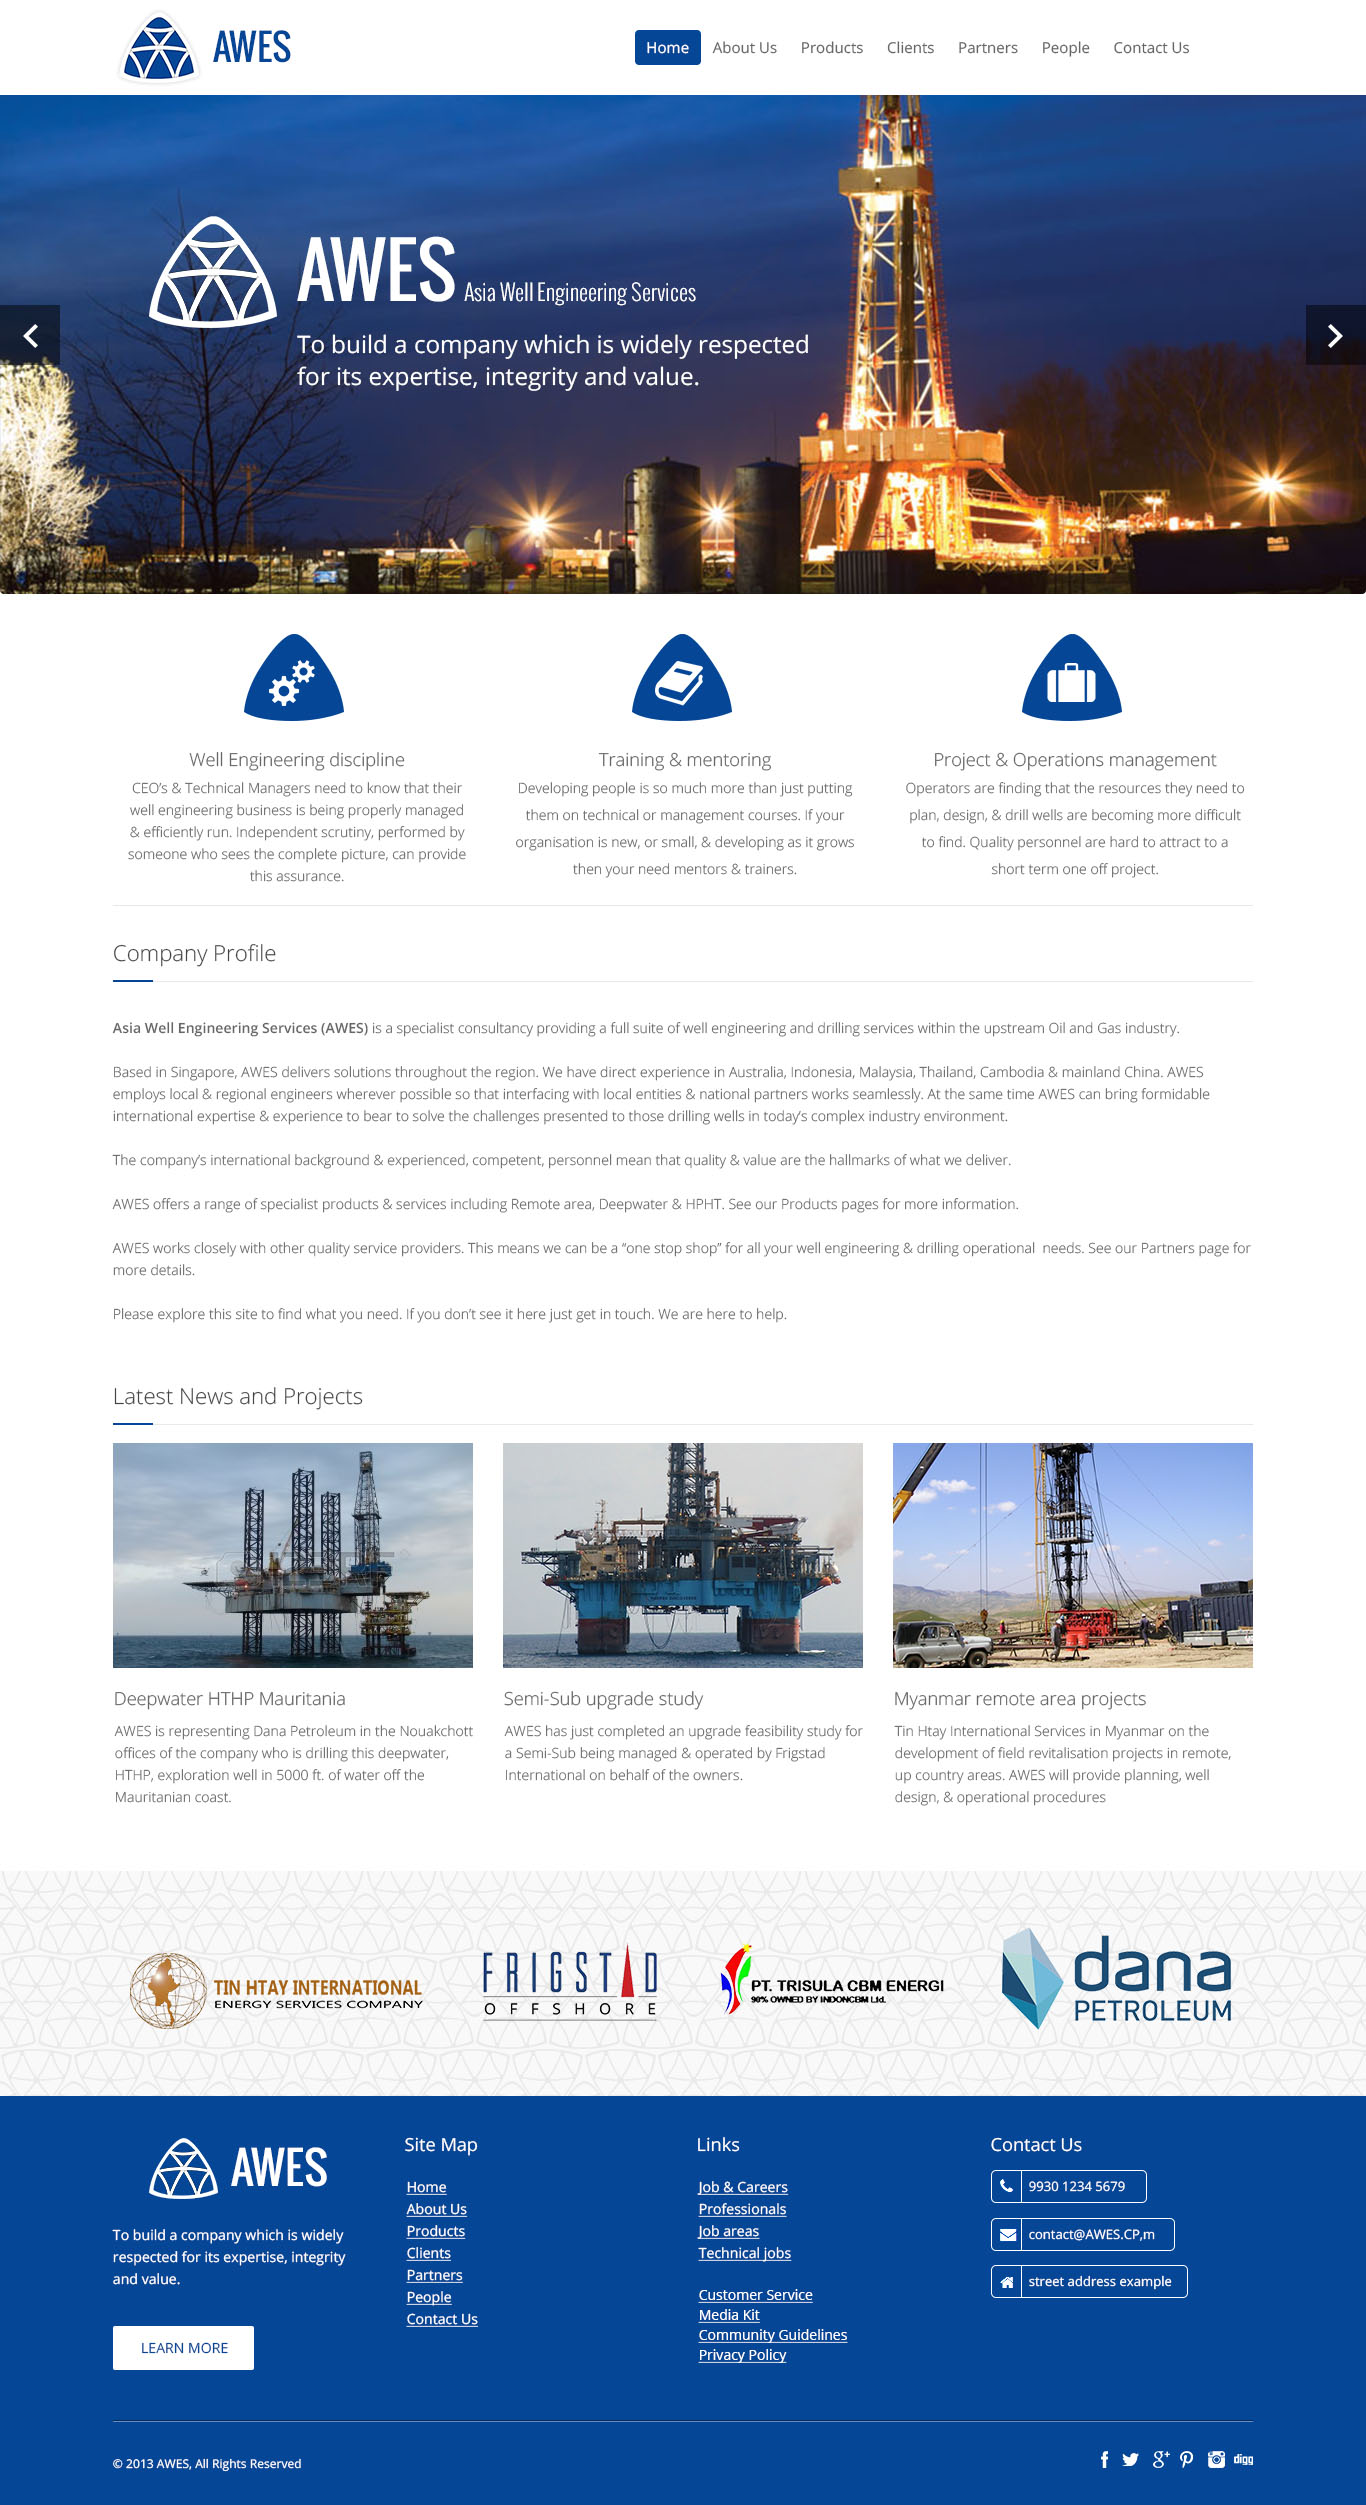 AWES
Home About Us Products Clients Partners People Contact Us
AWES Asia Well Engineering Services
To build a company which is widely respected
for its expertise, integrity and value.
Well Engineering discipline
CEO's & Technical Managers need to know that their
well engineering business is being properly managed
& efficiently run. Independent scrutiny, performed by
someone who sees the complete picture, can provide
this assurance.
Training & mentoring
Developing people is so much more than just putting
them on technical or management courses. If your
organisation is new, or small, & developing as it grows
then your need mentors & trainers.
Project & Operations management
Operators are finding that the resources they need to
plan, design, & drill wells are becoming more difficult
to find. Quality personnel are hard to attract to a
short term one off project.
Company Profile
Asia Well Engineering Services (AWES) is a specialist consultancy providing a full suite of well engineering and drilling services within the upstream Oil and Gas industry.
Based in Singapore, AWES delivers solutions throughout the region. We have direct experience in Australia, Indonesia, Malaysia, Thailand, Cambodia & mainland China. AWES
employs local & regional engineers wherever possible so that interfacing with local entities & national partners works seamlessly. At the same time AWES can bring formidable
international expertise & experience to bear to solve the challenges presented to those drilling wells in today's complex industry environment.
The company's international background & experienced, competent, personnel mean that quality & value are the hallmarks of what we deliver.
AWES offers a range of specialist products & services including Remote area, Deepwater & HPHT. See our Products pages for more information.
AWES works closely with other quality service providers. This means we can be a “one stop shop” for all your well engineering & drilling operational needs. See our Partners page for
more details.
Please explore this site to find what you need. If you don't see it here just get in touch. We are here to help.
Latest News and Projects
Deepwater HTHP Mauritania
AWES is representing Dana Petroleum in the Nouakchott
offices of the company who is drilling this deepwater,
HTHP, exploration well in 5000 ft. of water off the
Mauritanian coast.
Semi-Sub upgrade study
AWES has just completed an upgrade feasibility study for
a Semi-Sub being managed & operated by Frigstad
International on behalf of the owners.
Myanmar remote area projects
Tin Htay International Services in Myanmar on the
development of field revitalisation projects in remote,
up country areas. AWES will provide planning, well
design, & operational procedures
TIN HTAY INTERNATIONAL
ENERGY SERVICES COMPANY
FRIGSTAD
OFFSHORE
PT. TRISULA CBM ENERGI
90% OWNED BY INDONCBM Ltd.
dana
PETROLEUM
AWES
To build a company which is widely
respected for its expertise, integrity
and value.
LEARN MORE
Site Map
Home
About Us
Products
Clients
Partners
People
Contact Us
Links
Job & Careers
Professionals
Job areas
Technical jobs
Customer Service
Media Kit
Community Guidelines
Privacy Policy
Contact Us
9930 1234 5679
contact@AWES.CP,m
street address example
© 2013 AWES, All Rights Reserved
digg